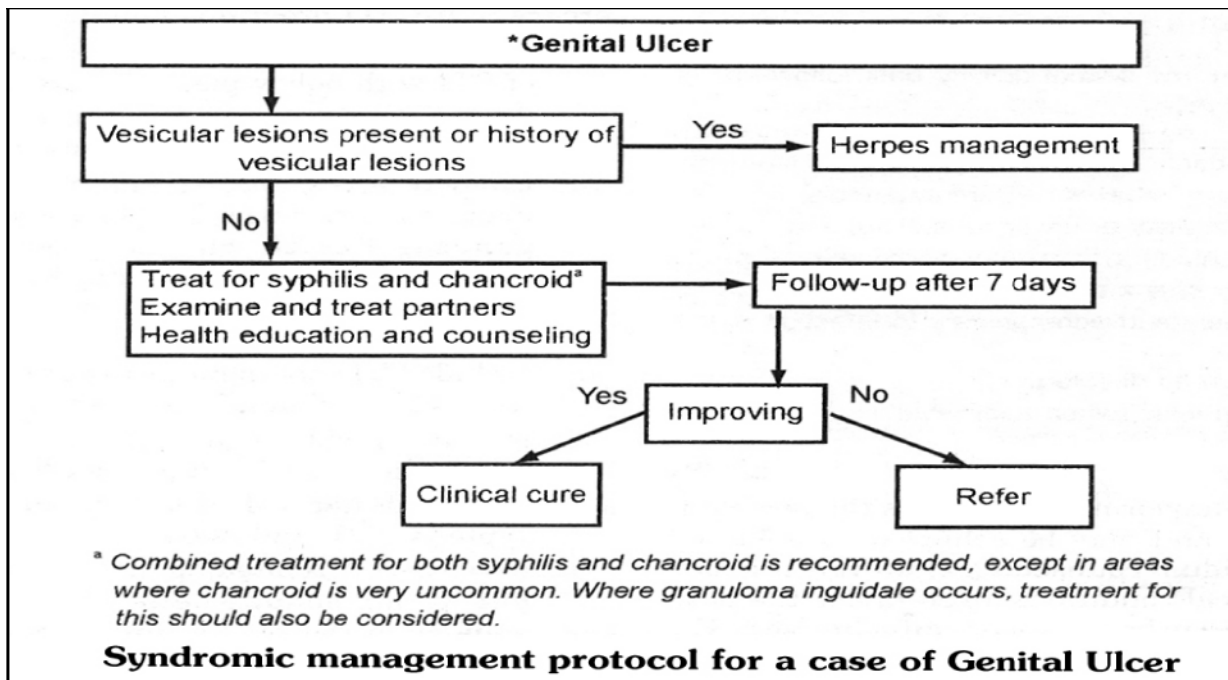 *Genital Ulcer
Vesicular lesions present or history of
vesicular lesions
Yes
Herpes management
No
Treat for syphilis and chancroidᵃ
Examine and treat partners
Health education and counseling
Follow-up after 7 days
Yes
Improving
No
Clinical cure
Refer
ᵃ Combined treatment for both syphilis and chancroid is recommended, except in areas
where chancroid is very uncommon. Where granuloma inguidale occurs, treatment for
this should also be considered.
Syndromic management protocol for a case of Genital Ulcer